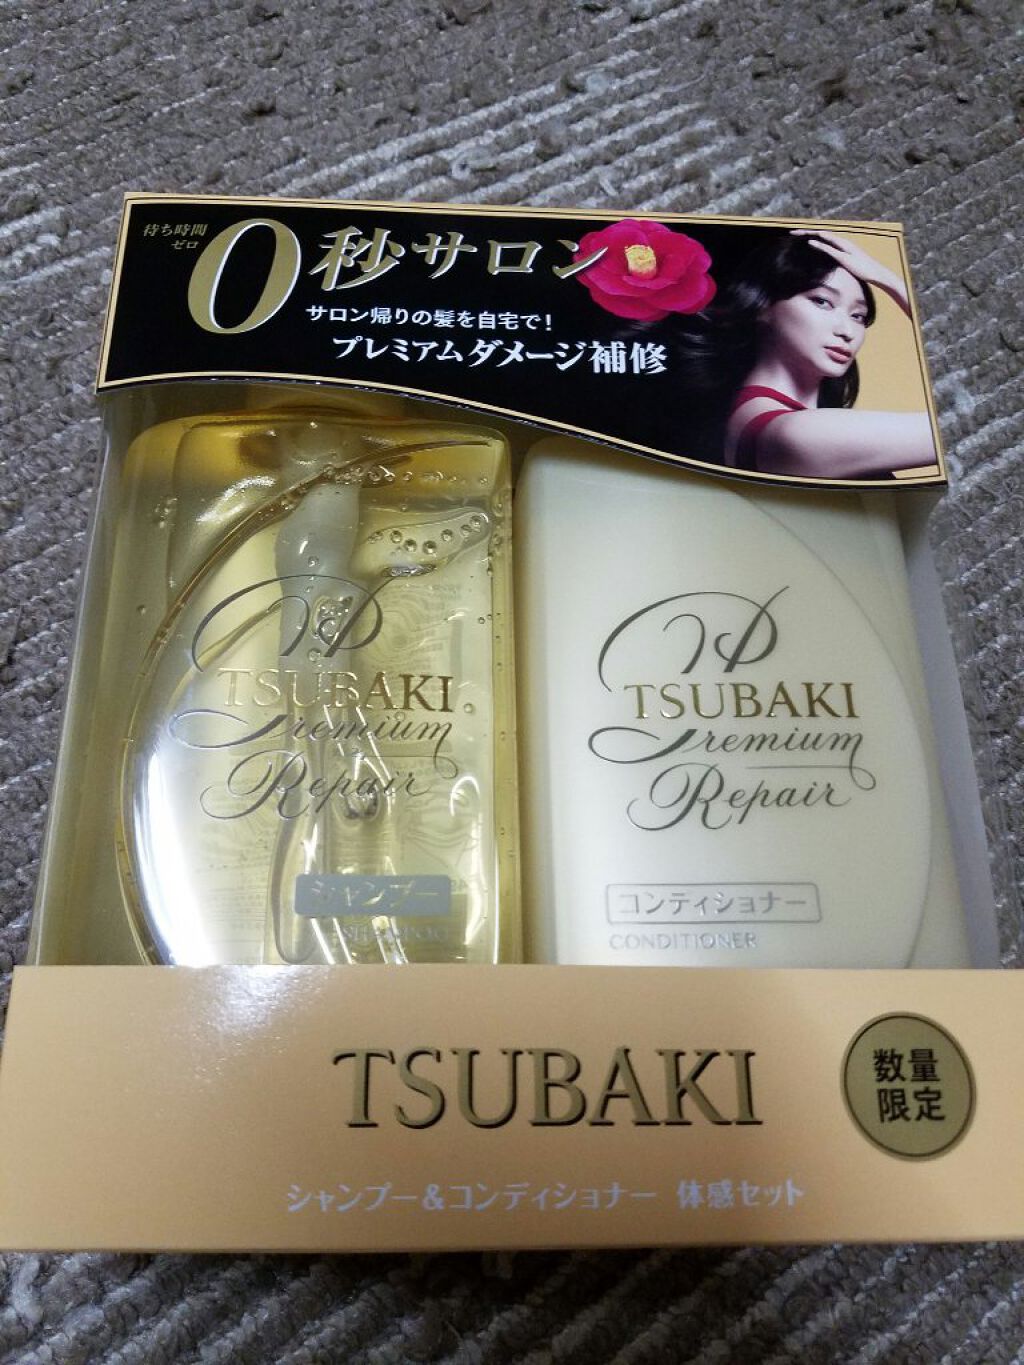 待ち時間
ゼロ
0秒サロン
サロン帰りの髪を自宅で!
プレミアムダメージ補修
TSUBAKI
Premium
Repair
シャンプー
SHAMPOO
TSUBAKI
Premium
Repair
コンディショナー
CONDITIONER
TSUBAKI
数量
限定
シャンプー&コンディショナー 体感セット